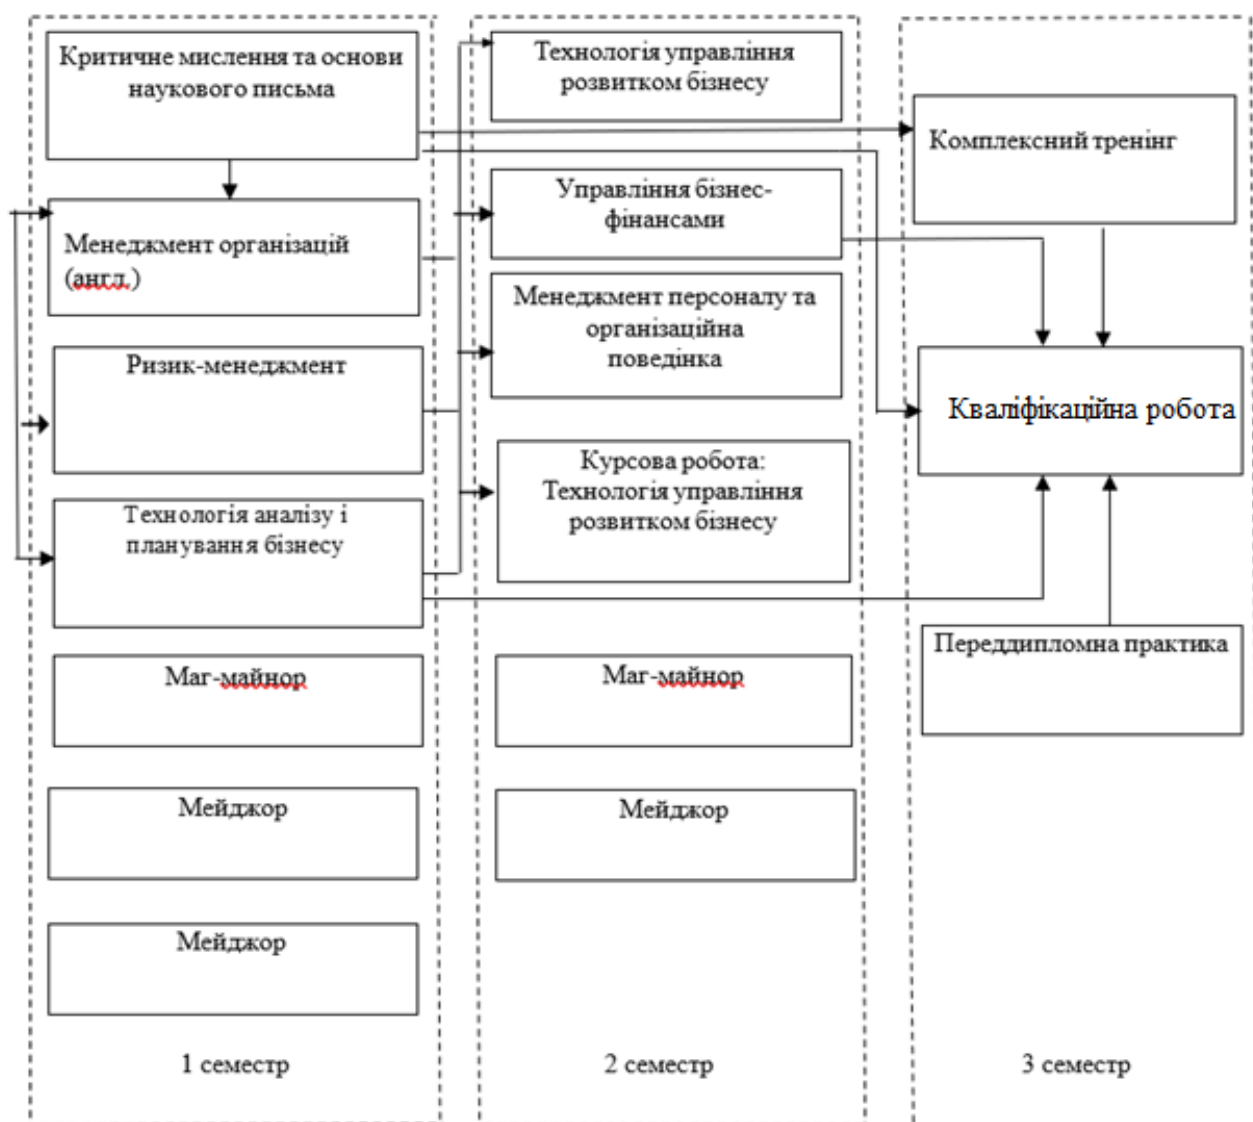 Критичне мислення та основи
наукового письма
Менеджмент організацій
(англ.)
Ризик-менеджмент
Технологія аналізу і
планування бізнесу
Маг-майнор
Мейджор
Мейджор
1 семестр
Технологія управління
розвитком бізнесу
Управління бізнес-
фінансами
Менеджмент персоналу та
організаційна
поведінка
Курсова робота:
Технологія управління
розвитком бізнесу
Маг-майнор
Мейджор
2 семестр
Комплексний тренінг
Кваліфікаційна робота
Переддипломна практика
3 семестр